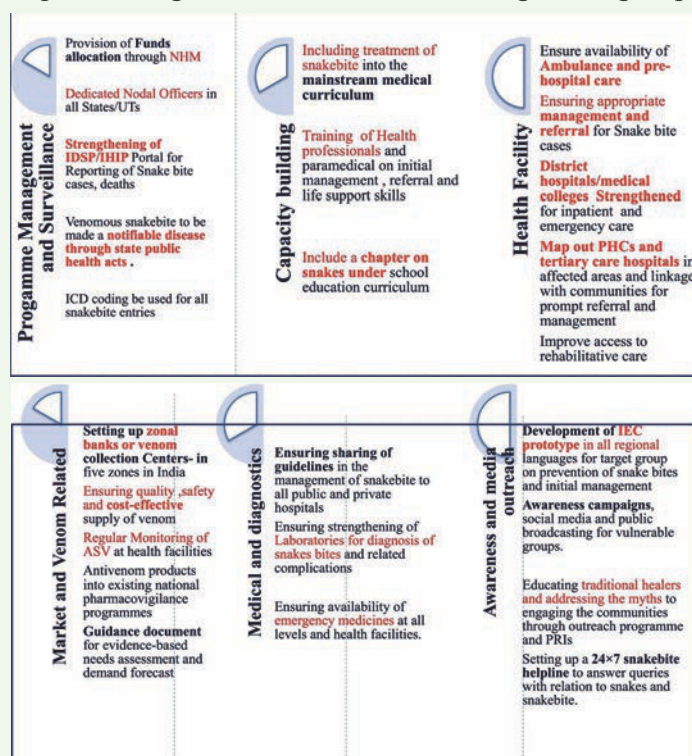 Progamme Management
and Surveillance
Provision of Funds
allocation through NHM
Dedicated Nodal Officers in
all States/UTs
Strengthening of
IDSP/IHIP Portal for
Reporting of Snake bite
cases, deaths
Venomous snakebite to be
made a notifiable disease
through state public
health acts .
ICD coding be used for all
snakebite entries
Capacity building
Including treatment of
snakebite into the
mainstream medical
curriculum
Training of Health
professionals and
paramedical on initial
management , referral and
life support skills
Include a chapter on
snakes under school
education curriculum
Health Facility
Ensure availability of
Ambulance and pre-
hospital care
Ensuring appropriate
management and
referral for Snake bite
cases
District
hospitals/medical
colleges Strengthened
for inpatient and
emergency care
Map out PHCs and
tertiary care hospitals in
affected areas and linkage
with communities for
prompt referral and
management
Improve access to
rehabilitative care
Market and Venom Related
Setting up zonal
banks or venom
collection Centers- in
five zones in India
Ensuring quality ,safety
and cost-effective
supply of venom
Regular Monitoring of
ASV at health facilities
Antivenom products
into existing national
pharmacovigilance
programmes
Guidance document
for evidence-based
needs assessment and
demand forecast
Medical and diagnostics
Ensuring sharing of
guidelines in the
management of snakebite to
all public and private
hospitals
Ensuring strengthening of
Laboratories for diagnosis of
snakes bites and related
complications
Ensuring availability of
emergency medicines at all
levels and health facilities.
Awareness and media
outreach
Development of IEC
prototype in all regional
languages for target group
on prevention of snake bites
and initial management
Awareness campaigns,
social media and public
broadcasting for vulnerable
groups.
Educating traditional healers
and addressing the myths to
engaging the communities
through outreach programme
and PRIs
Setting up a 24×7 snakebite
helpline to answer queries
with relation to snakes and
snakebite.